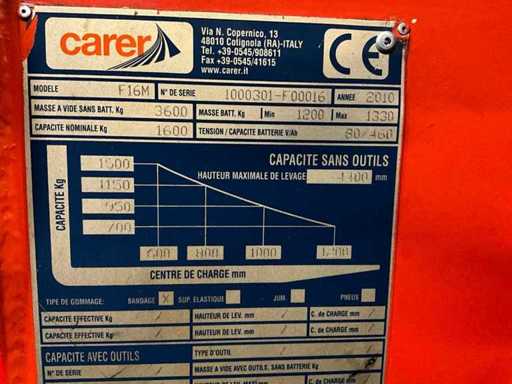 carer
Via N. Copernico, 13
48010 Cotignola (RA)-ITALY
Tel. +39-0545/908611
Fax +39-0545/41615
www.carer.it
CE
MODELE F16M N° DE SERIE 1000301-F00016 ANNEE 2010
MASSE A VIDE SANS BATT. Kg 3600 MASSE BATT. Kg Min 1200 Max 1330
CAPACITE NOMINALE Kg 1600 TENSION / CAPACITE BATTERIE V/Ah 80/460
CAPACITE SANS OUTILS
HAUTEUR MAXIMALE DE LEVAGE mm
CAPACITE Kg
1150
950
700
600 800 1000
CENTRE DE CHARGE mm
TYPE DE GOMMAGE: BANDAGE X SUP. ELASTIQUE JUM PNEUS
CAPACITE EFFECTIVE Kg / HAUTEUR DE LEV. mm / C. de CHARGE mm /
CAPACITE EFFECTIVE Kg / HAUTEUR DE LEV. mm / C. de CHARGE mm /
CAPACITE AVEC OUTILS TYPE D'OUTIL /
N° DE SERIE MASSE A VIDE AVEC OUTILS, SANS BATTERIE Kg